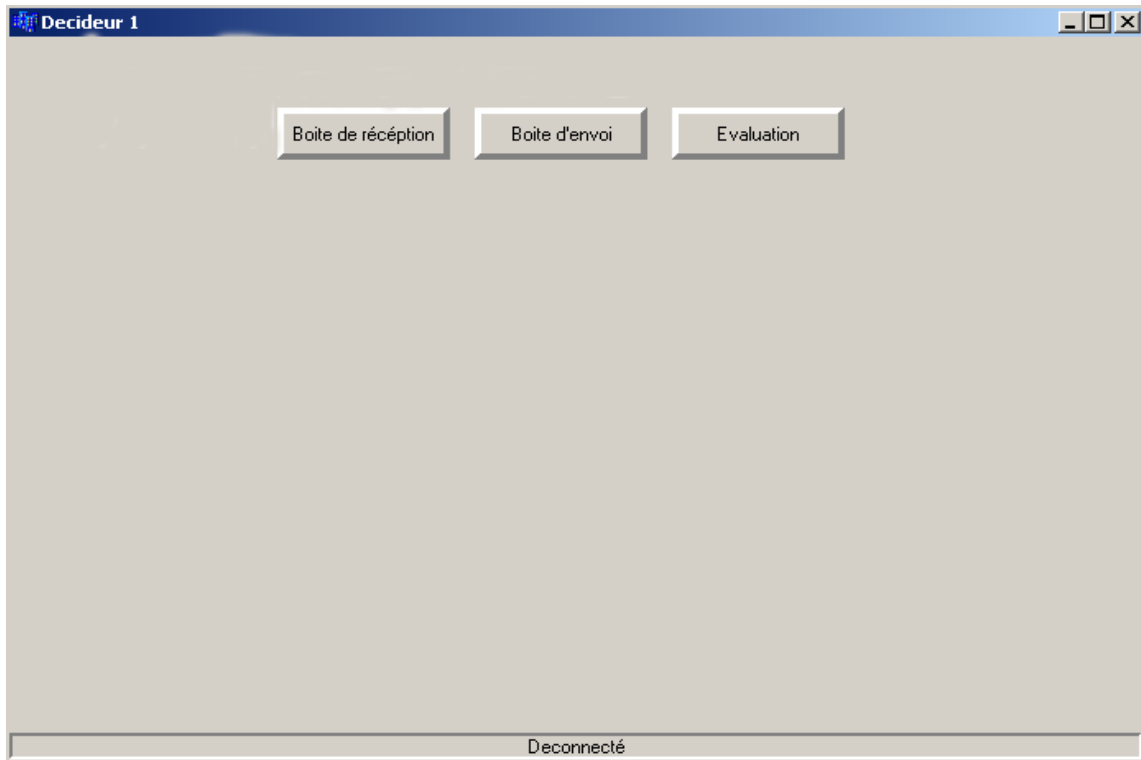 Decideur 1
Boite de récéption Boite d'envoi Evaluation
Deconnecté